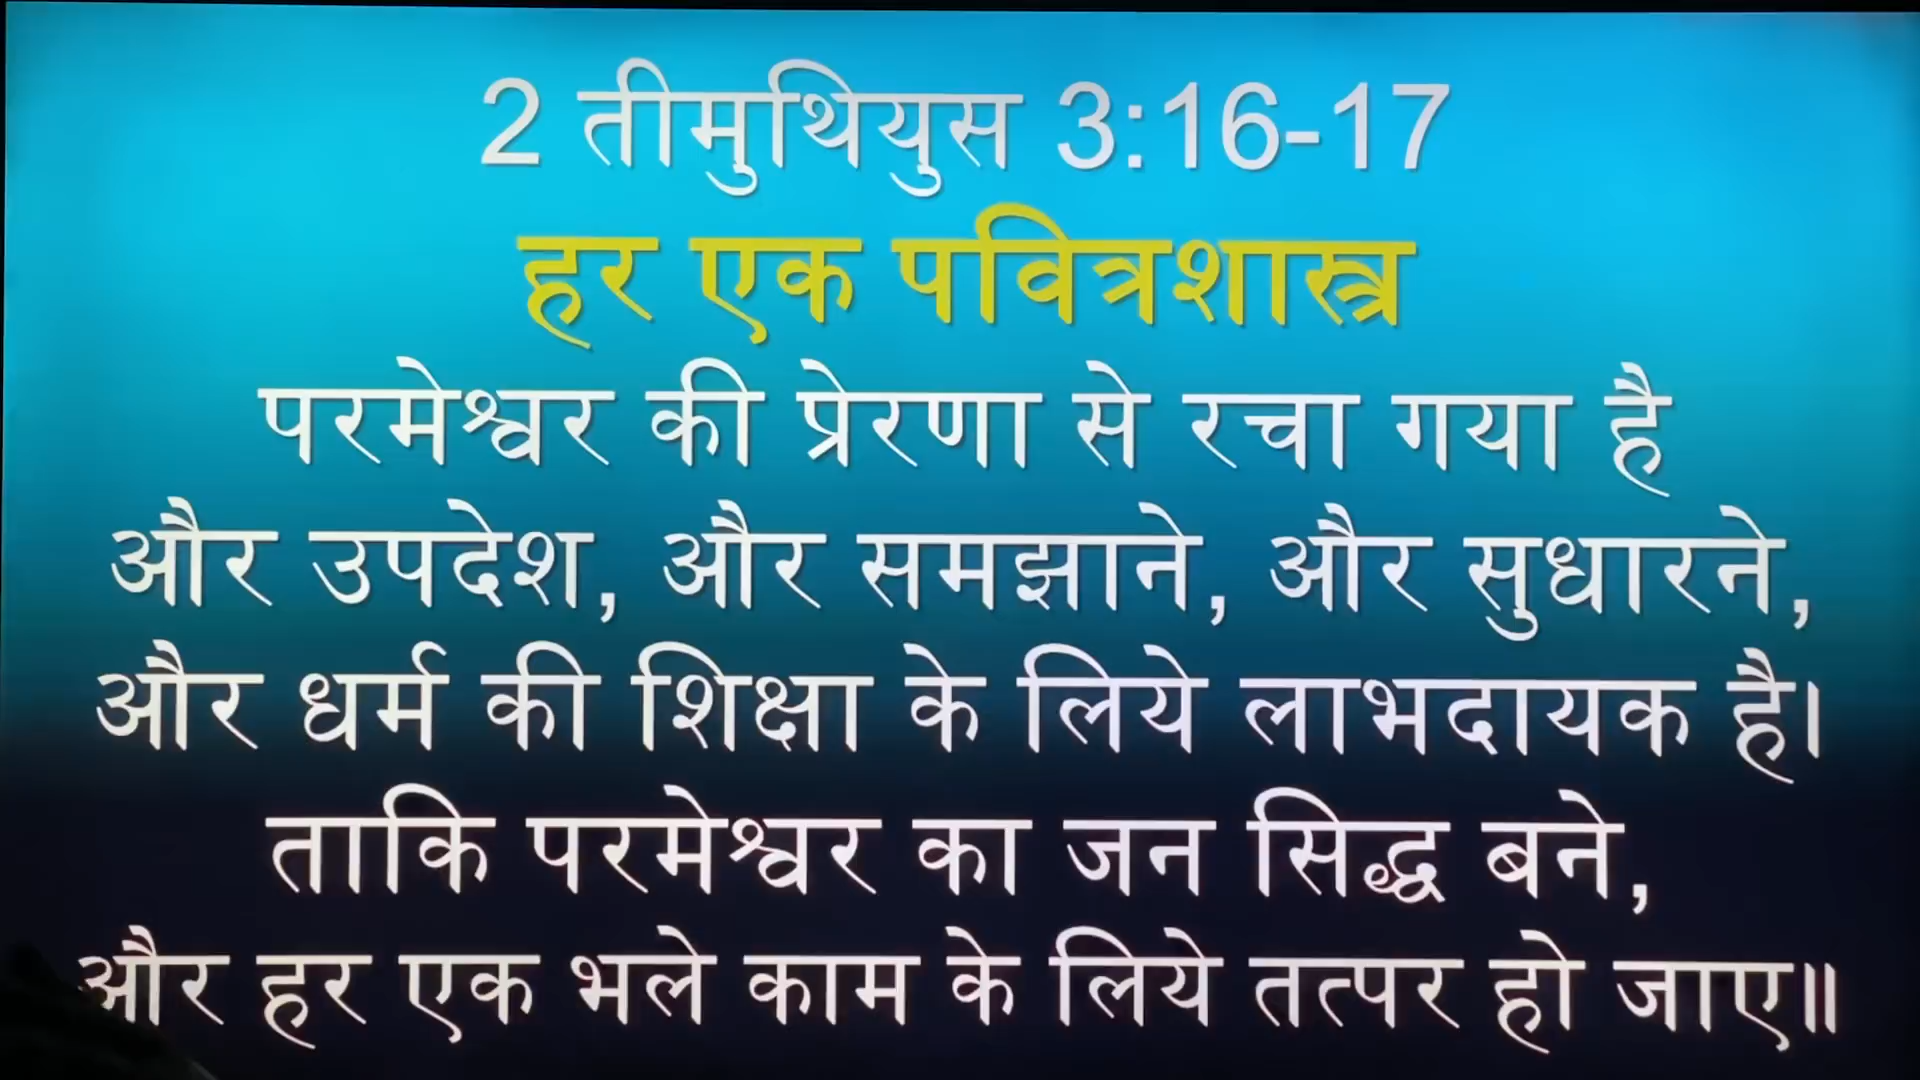 2 तीमुथियुस 3:16-17
हर एक पवित्रशास्त्र
परमेश्वर की प्रेरणा से रचा गया है
और उपदेश, और समझाने, और सुधारने,
और धर्म की शिक्षा के लिये लाभदायक है।
ताकि परमेश्वर का जन सिद्ध बने,
और हर एक भले काम के लिये तत्पर हो जाए॥